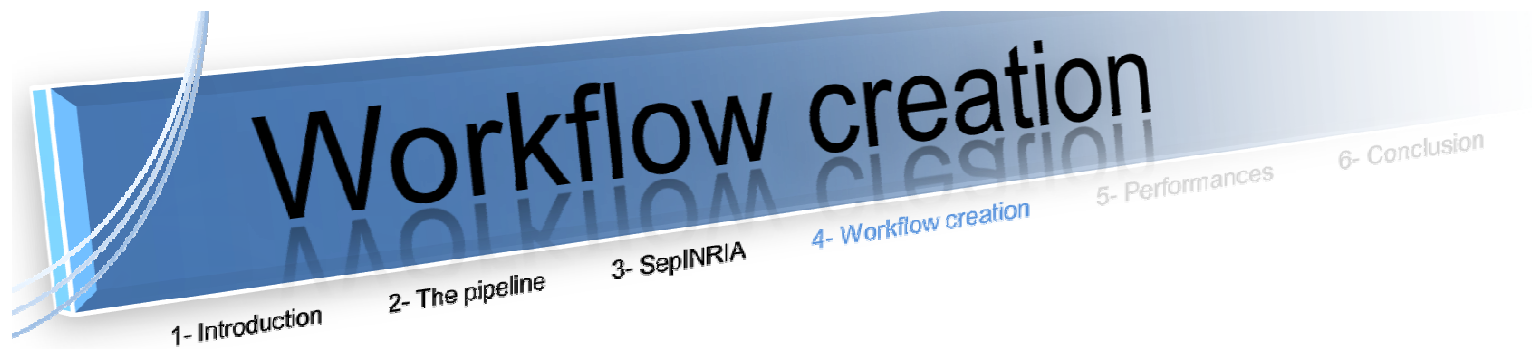 Workflow creation
1- Introduction
2- The pipeline
3- SepINRIA
4- Workflow creation
5- Performances
6- Conclusion